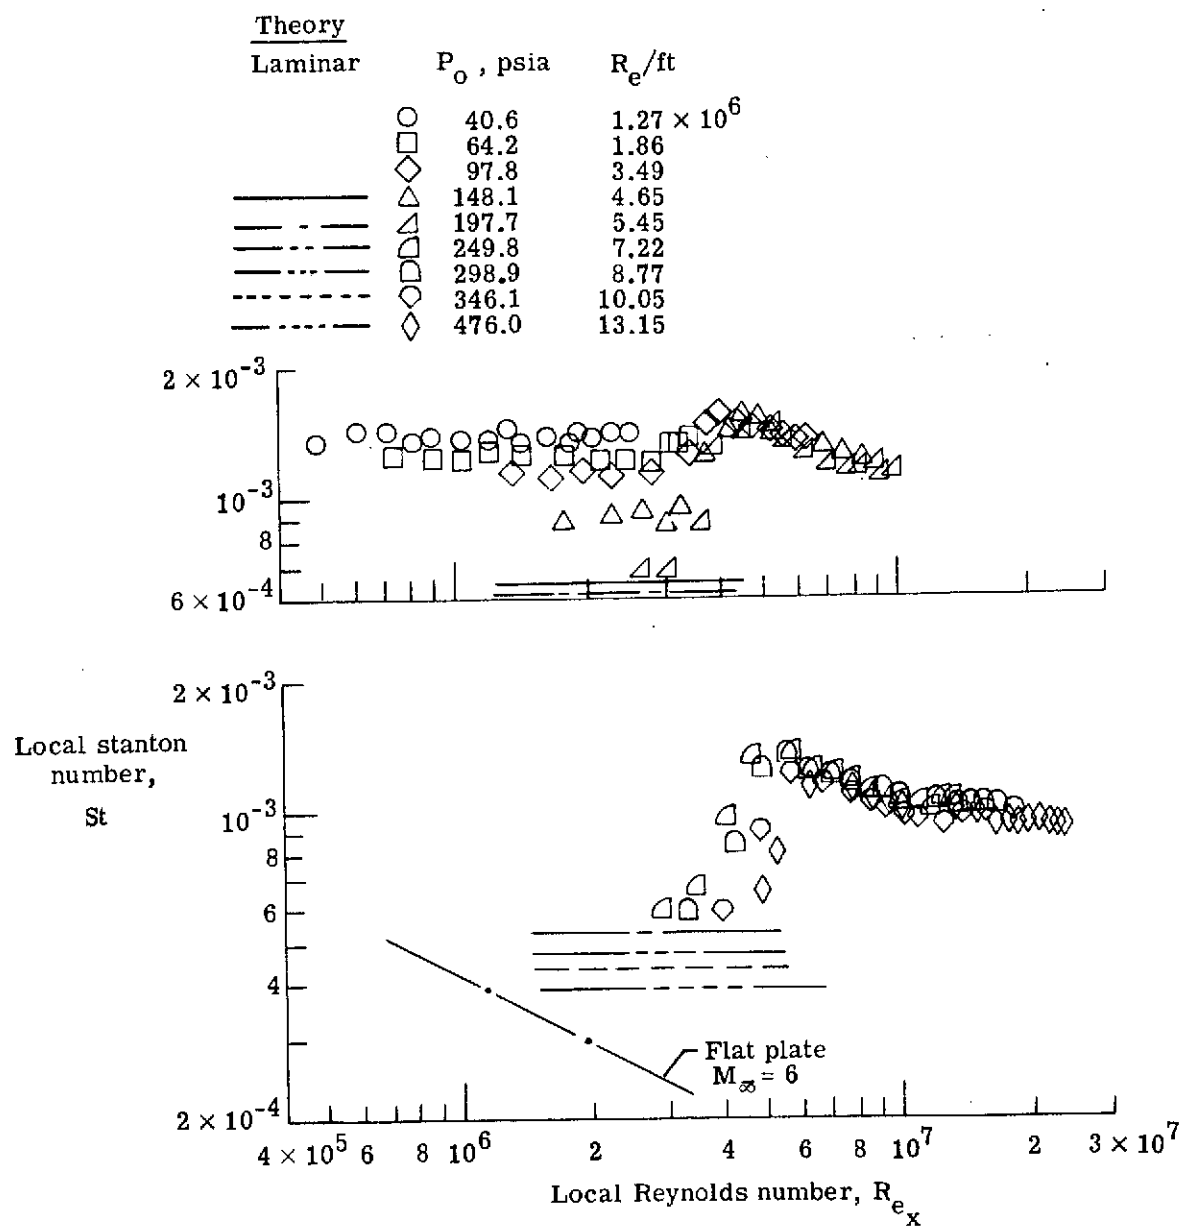 Theory
Laminar P_o , psia R_e/ft
40.6 1.27 × 10^6
64.2 1.86
97.8 3.49
148.1 4.65
197.7 5.45
249.8 7.22
298.9 8.77
346.1 10.05
476.0 13.15
2 × 10^-3
10^-3
8
6 × 10^-4
2 × 10^-3
Local stanton
number,
St
10^-3
8
6
4
Flat plate
M_∞ = 6
2 × 10^-4
4 × 10^5 6 8 10^6 2 4 6 8 10^7 2 3 × 10^7
Local Reynolds number, R_e_x